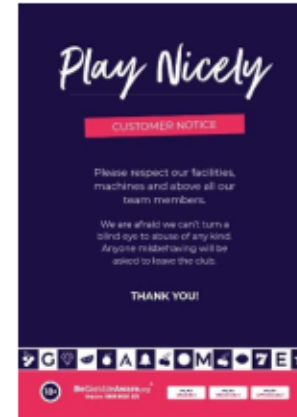 Play Nicely
CUSTOMER NOTICE
Please respect our facilities,
machines and above all our
team members.
We are afraid we can't turn a
blind eye to abuse of any kind.
Anyone misbehaving will be
asked to leave the club.
THANK YOU!
G A M E
18+
BeGambleAware.org